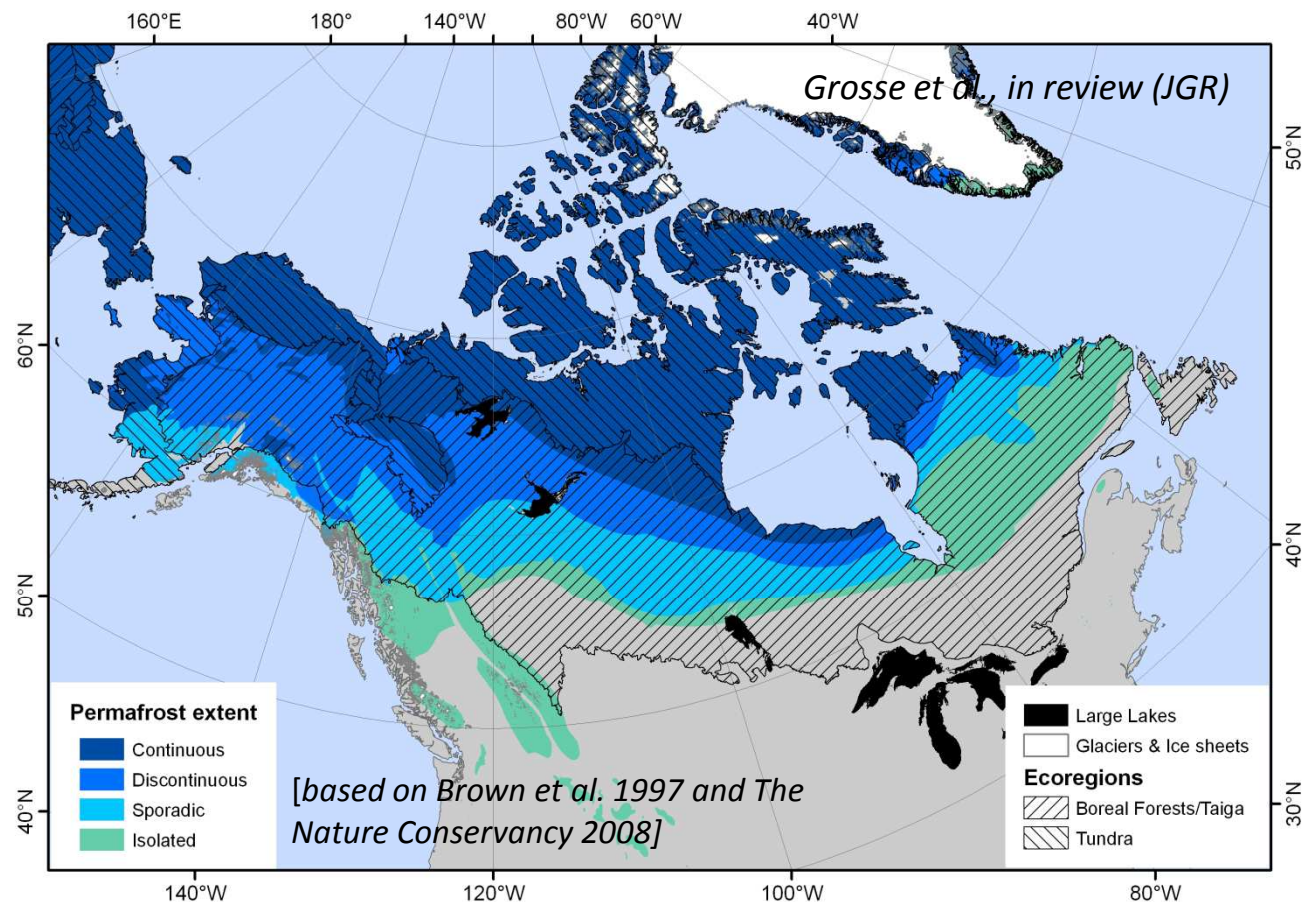 160°E 180° 140°W 80°W 60°W 40°W
Grosse et al., in review (JGR)
50°N
60°N
40°N
50°N
Permafrost extent
Continuous
Discontinuous
Sporadic
Isolated
[based on Brown et al. 1997 and The
Nature Conservancy 2008]
Large Lakes
Glaciers & Ice sheets
Ecoregions
Boreal Forests/Taiga
Tundra
40°N
30°N
140°W 120°W 100°W 80°W